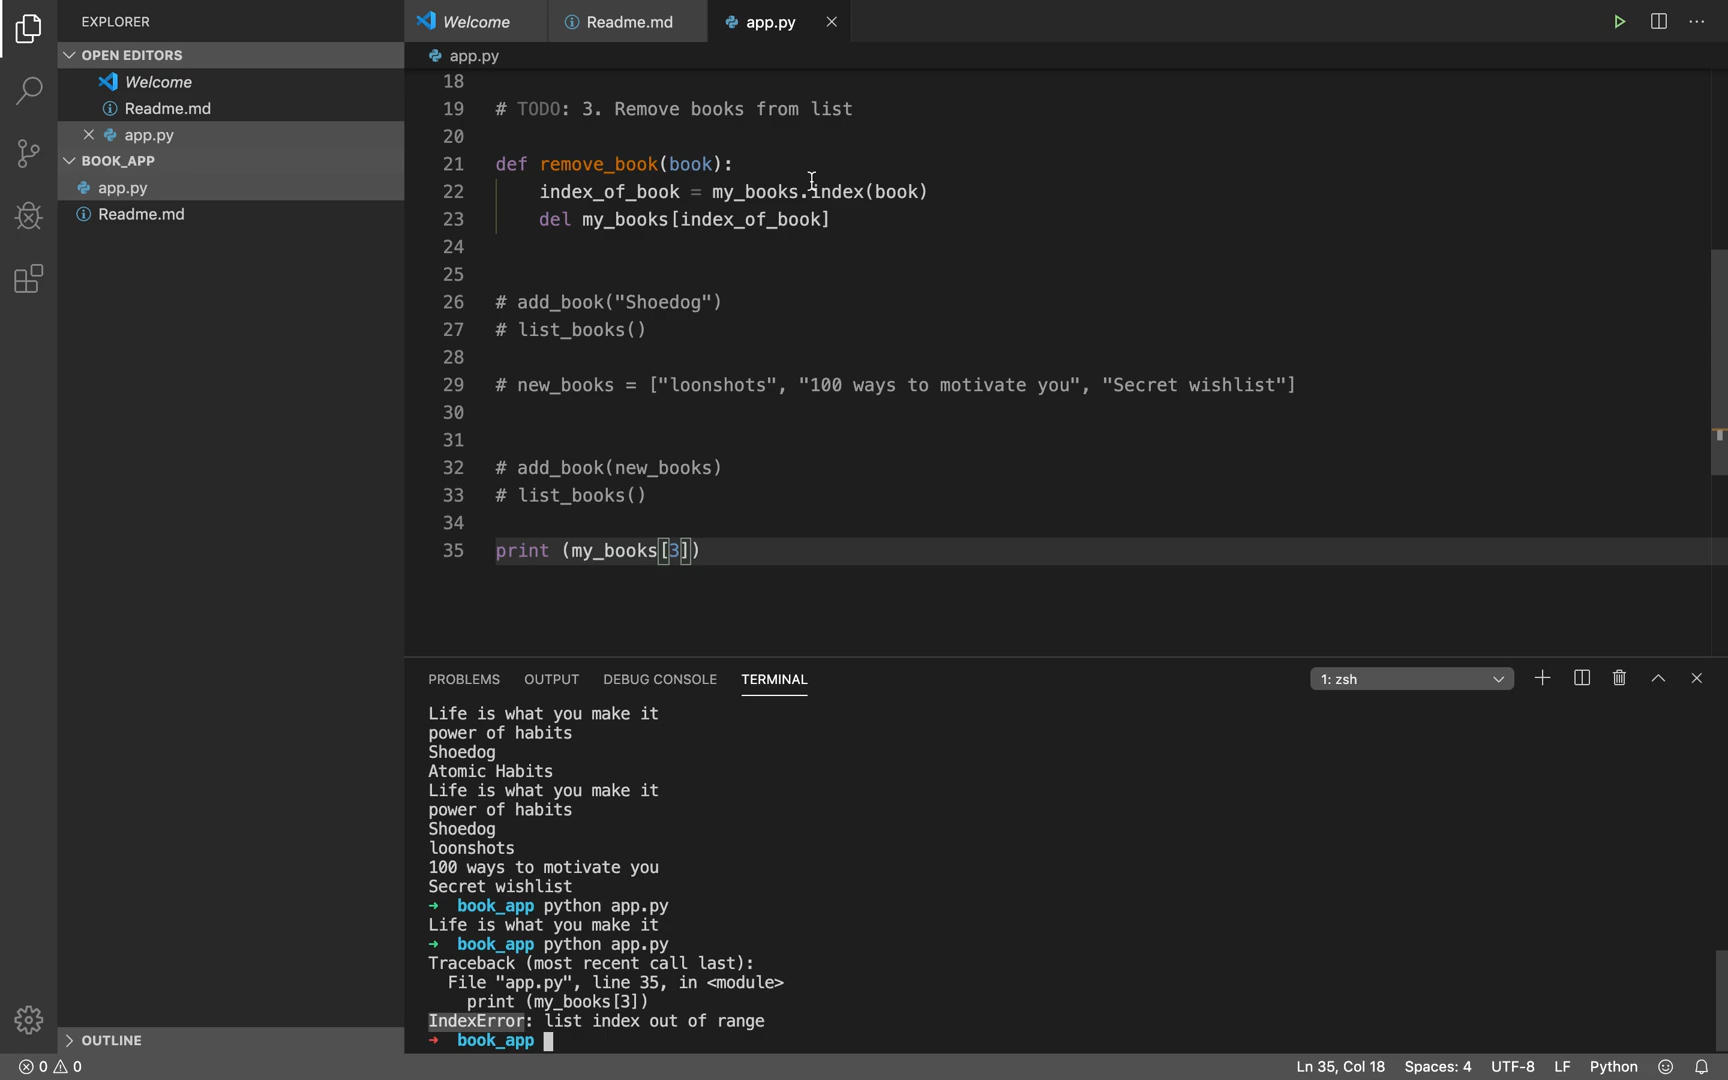 EXPLORER
OPEN EDITORS
Welcome
Readme.md
app.py
BOOK_APP
app.py
Readme.md
OUTLINE
Welcome
Readme.md
app.py
app.py
18
19 # TODO: 3. Remove books from list
20
21 def remove_book(book):
22 index_of_book = my_books.index(book)
23 del my_books[index_of_book]
24
25
26 # add_book("Shoedog")
27 # list_books()
28
29 # new_books = ["loonshots", "100 ways to motivate you", "Secret wishlist"]
30
31
32 # add_book(new_books)
33 # list_books()
34
35 print (my_books[3])
PROBLEMS OUTPUT DEBUG CONSOLE TERMINAL 1: zsh
Life is what you make it
power of habits
Shoedog
Atomic Habits
Life is what you make it
power of habits
Shoedog
loonshots
100 ways to motivate you
Secret wishlist
→ book_app python app.py
Life is what you make it
→ book_app python app.py
Traceback (most recent call last):
File "app.py", line 35, in <module>
print (my_books[3])
IndexError: list index out of range
→ book_app
0 0 Ln 35, Col 18 Spaces: 4 UTF-8 LF Python